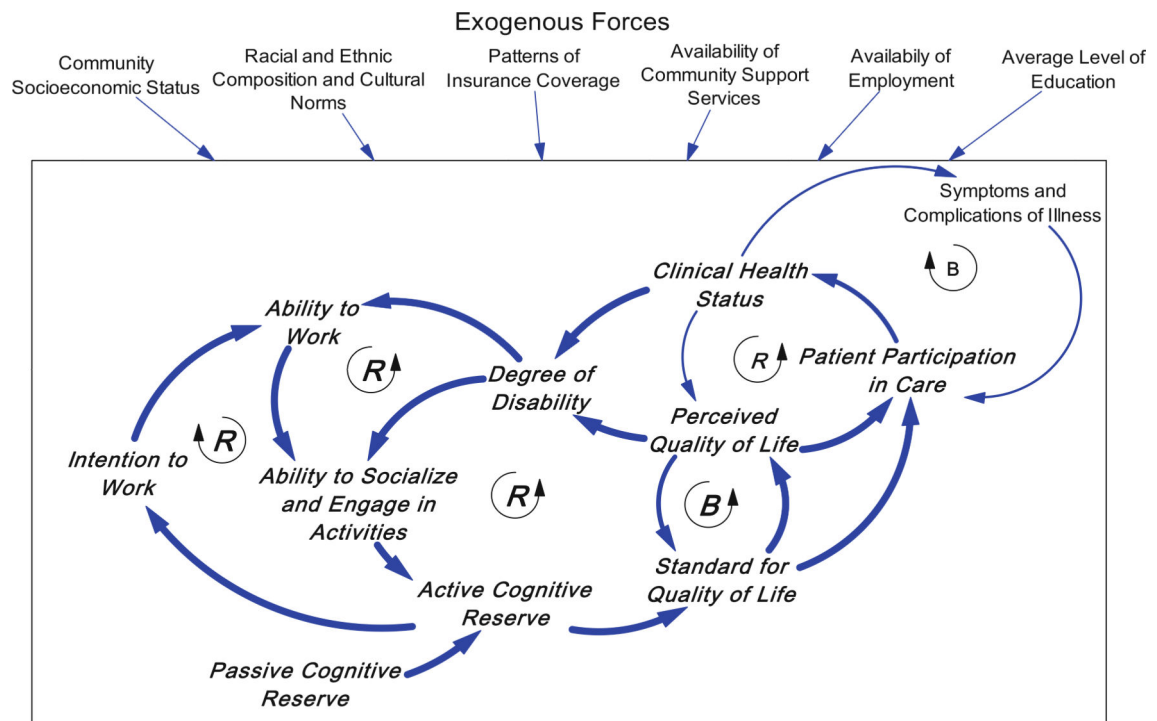 Exogenous Forces
Community
Socioeconomic Status
Racial and Ethnic
Composition and Cultural
Norms
Patterns of
Insurance Coverage
Availability of
Community Support
Services
Availabily of
Employment
Average Level of
Education
Symptoms and
Complications of Illness
B
Clinical Health
Status
Ability to
Work
R
R
Patient Participation
in Care
Degree of
Disability
Perceived
Quality of Life
R
Intention to
Work
Ability to Socialize
and Engage in
Activities
R
B
Standard for
Quality of Life
Active Cognitive
Reserve
Passive Cognitive
Reserve